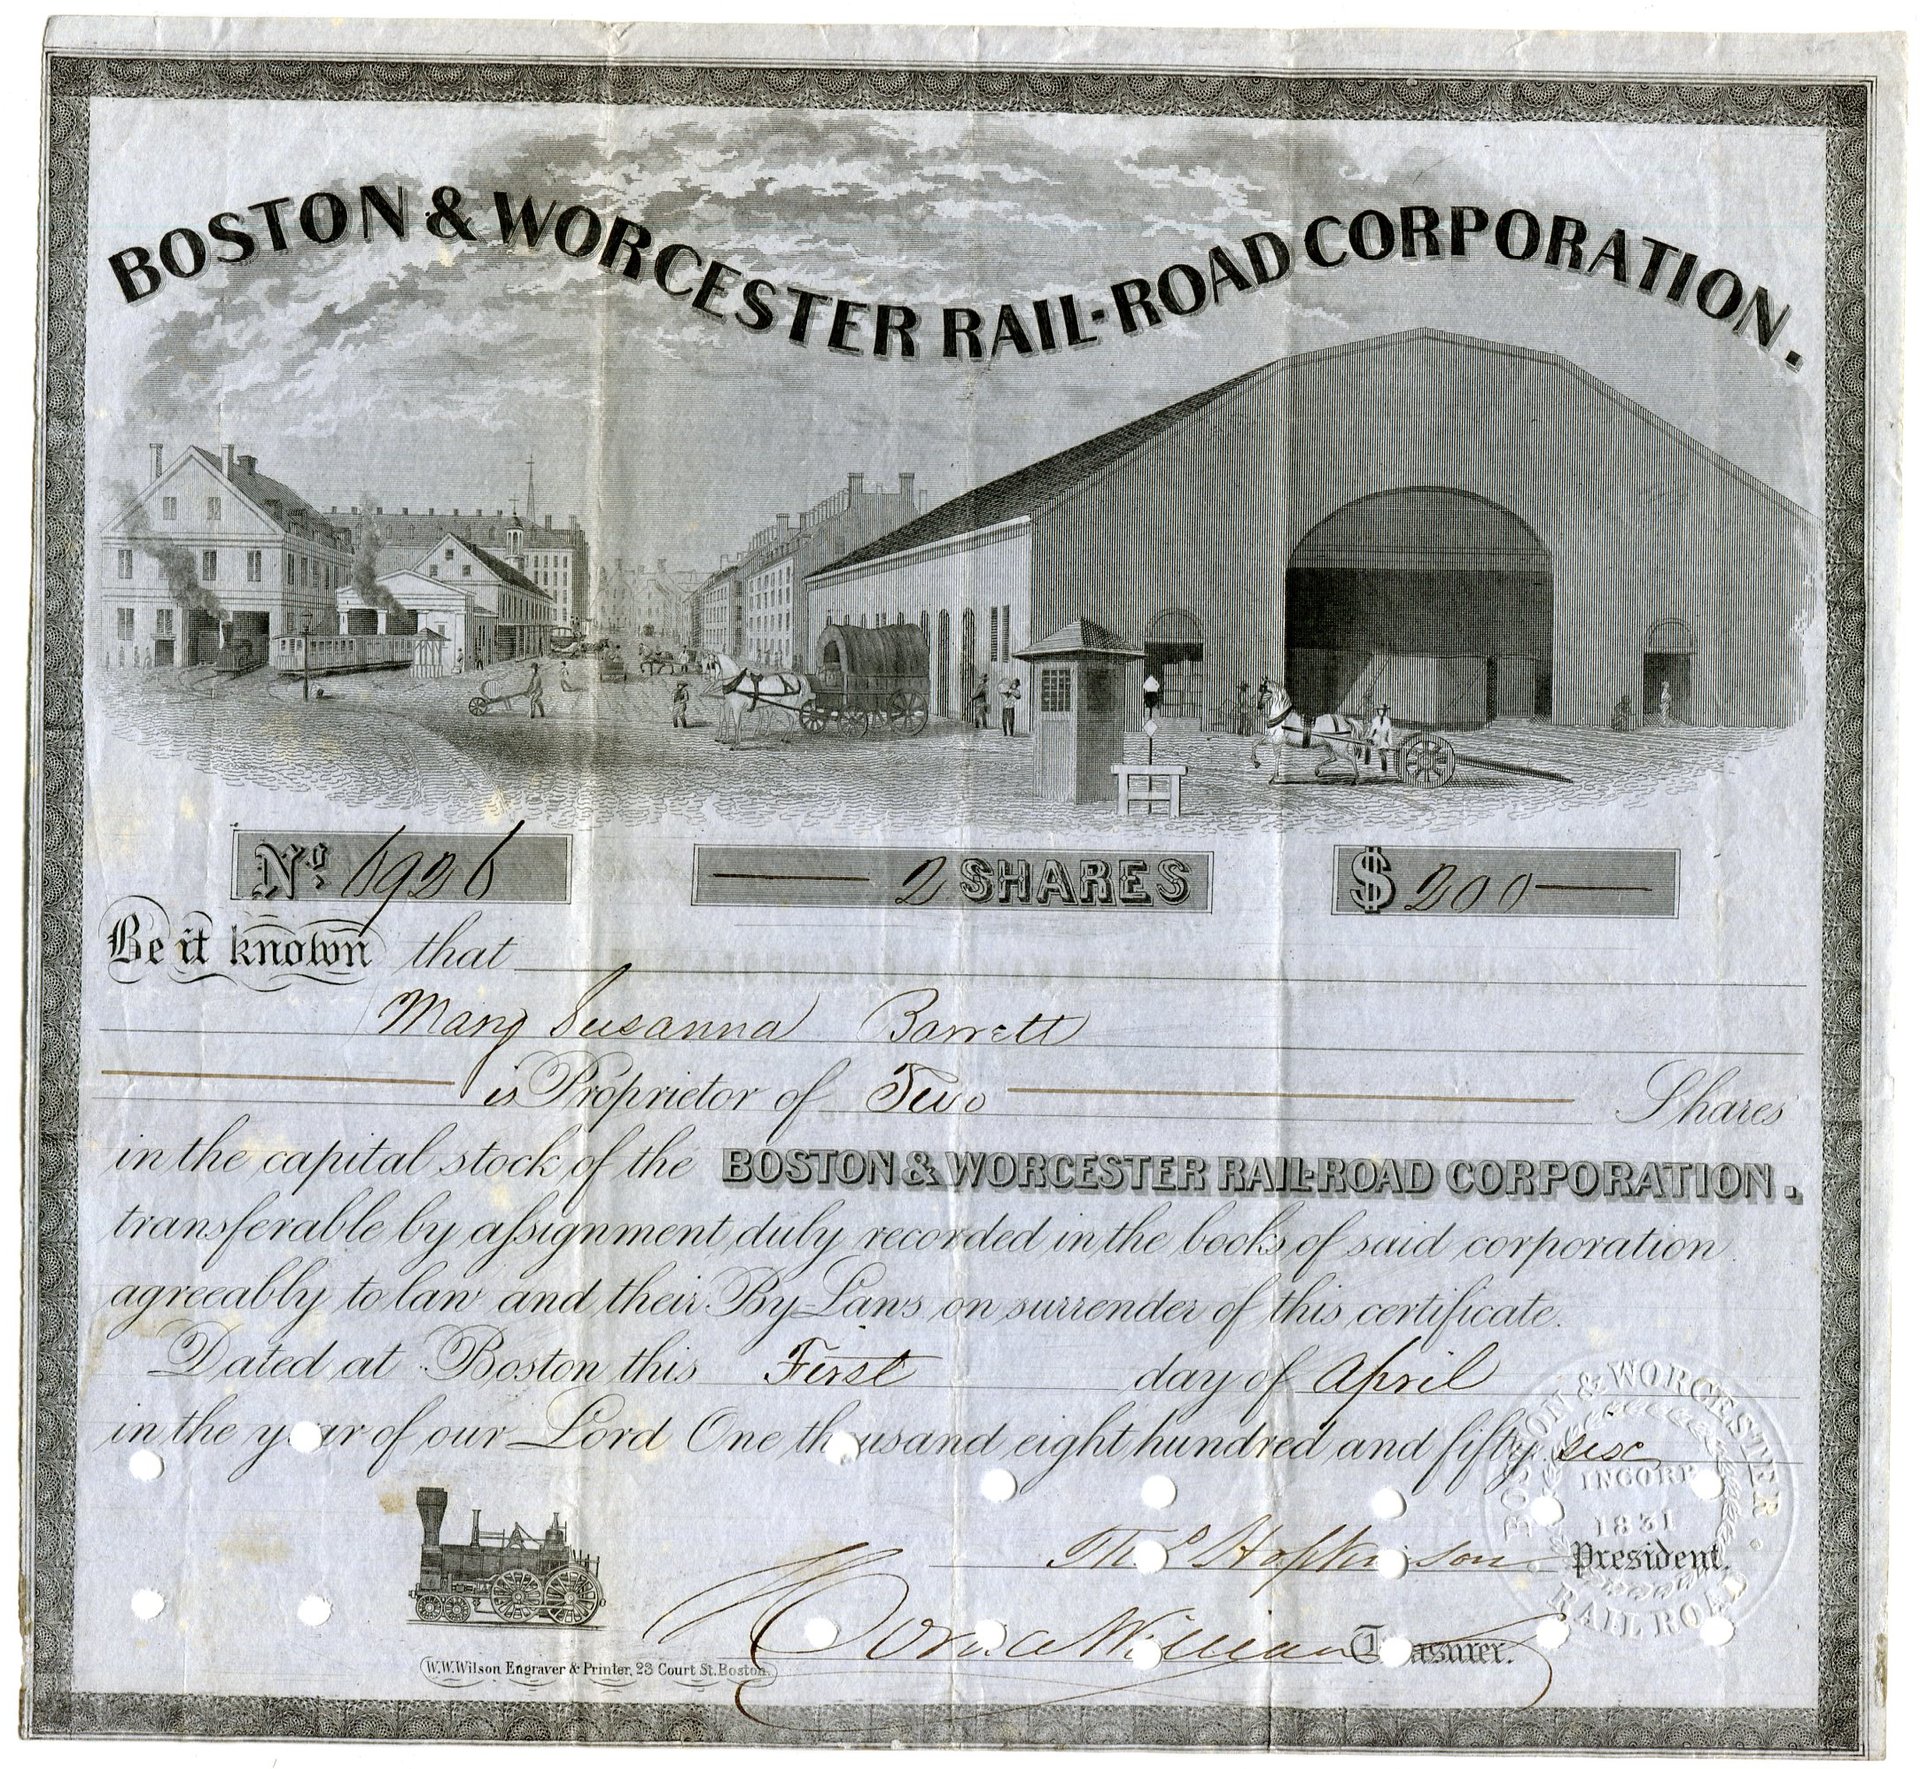 BOSTON & WORCESTER RAIL-ROAD CORPORATION.
No. 6926
2 SHARES
$ 200
Be it known that
Mary Susanna Barrett
is Proprietor of Two Shares
in the capital stock of the BOSTON & WORCESTER RAIL-ROAD CORPORATION.
transferable by assignment duly recorded in the books of said corporation
agreeably to law and their By Laws on surrender of this certificate.
Dated at Boston this First day of April
in the year of our Lord One thousand eight hundred and fifty six
BOSTON & WORCESTER
INCORP
1831
RAIL ROAD
Thos Hopkinson President.
Treasurer.
W.W.Wilson Engraver & Printer, 23 Court St. Boston.